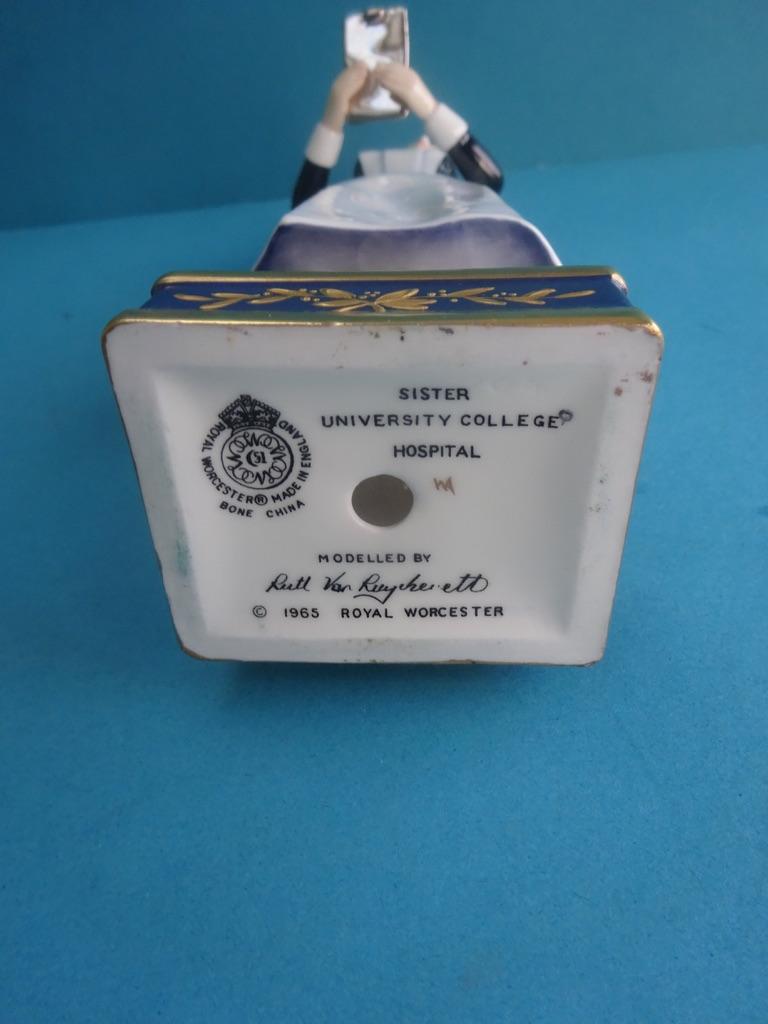 SISTER
UNIVERSITY COLLEGE
HOSPITAL
ROYAL WORCESTER® MADE IN ENGLAND
51
BONE CHINA
MODELLED BY
Ruth Van Ruyckevelt
© 1965 ROYAL WORCESTER